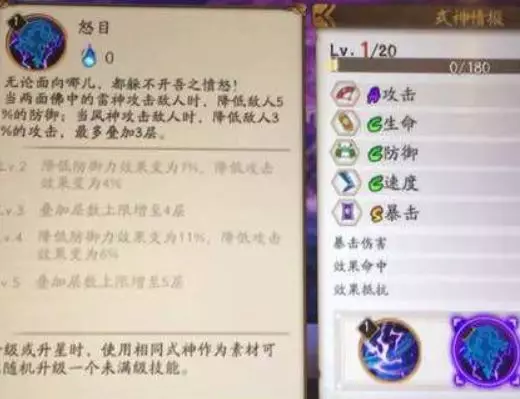 怒目
0
无论面向哪儿，都躲不开吾之愤怒！
当两面佛中的雷神攻击敌人时，降低敌人5
%的防御；当风神攻击敌人时，降低敌人3
%的攻击，最多叠加3层。
Lv.2 降低防御力效果变为7%，降低攻击
效果变为4%
Lv.3 叠加层数上限增至4层
Lv.4 降低防御力效果变为11%，降低攻击
效果变为6%
Lv.5 叠加层数上限增至5层
升级或升星时，使用相同式神作为素材可
随机升级一个未满级技能。
式神情报
Lv.1/20
0/180
A攻击
C生命
C防御
C速度
S暴击
暴击伤害
效果命中
效果抵抗
1